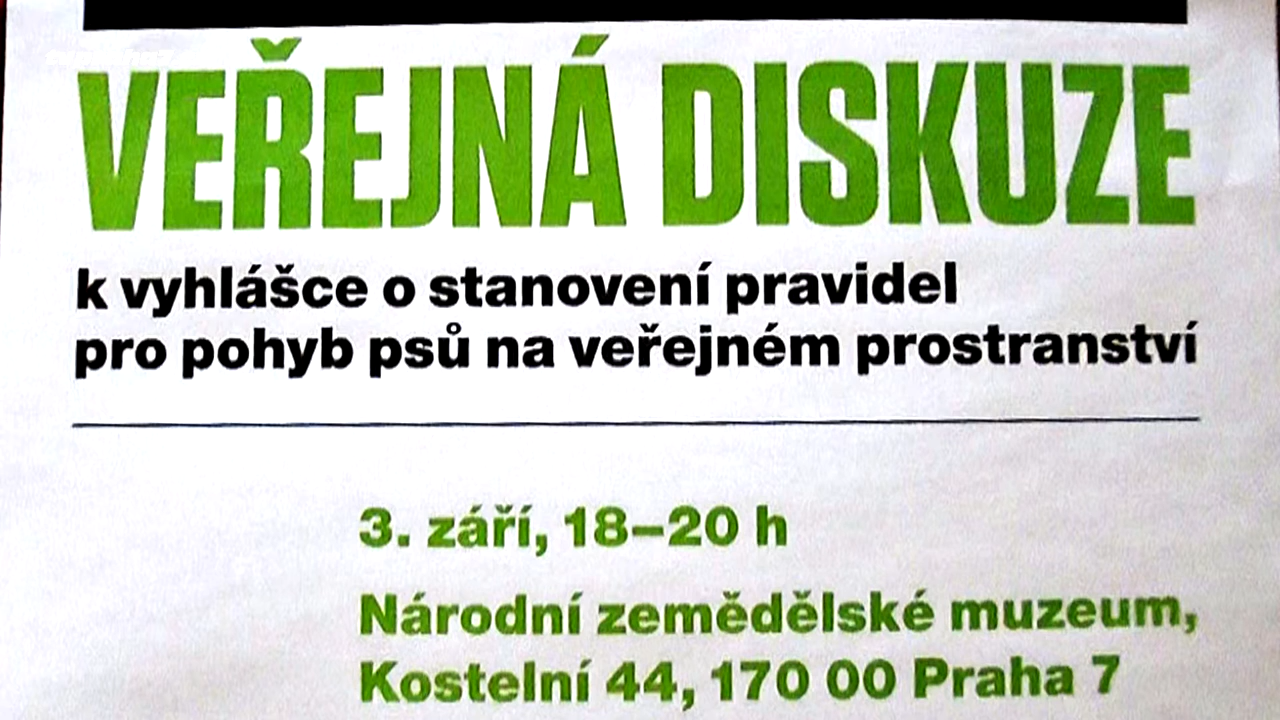 VEŘEJNÁ DISKUZE
k vyhlášce o stanovení pravidel
pro pohyb psů na veřejném prostranství
3. září, 18–20 h
Národní zemědělské muzeum,
Kostelní 44, 170 00 Praha 7